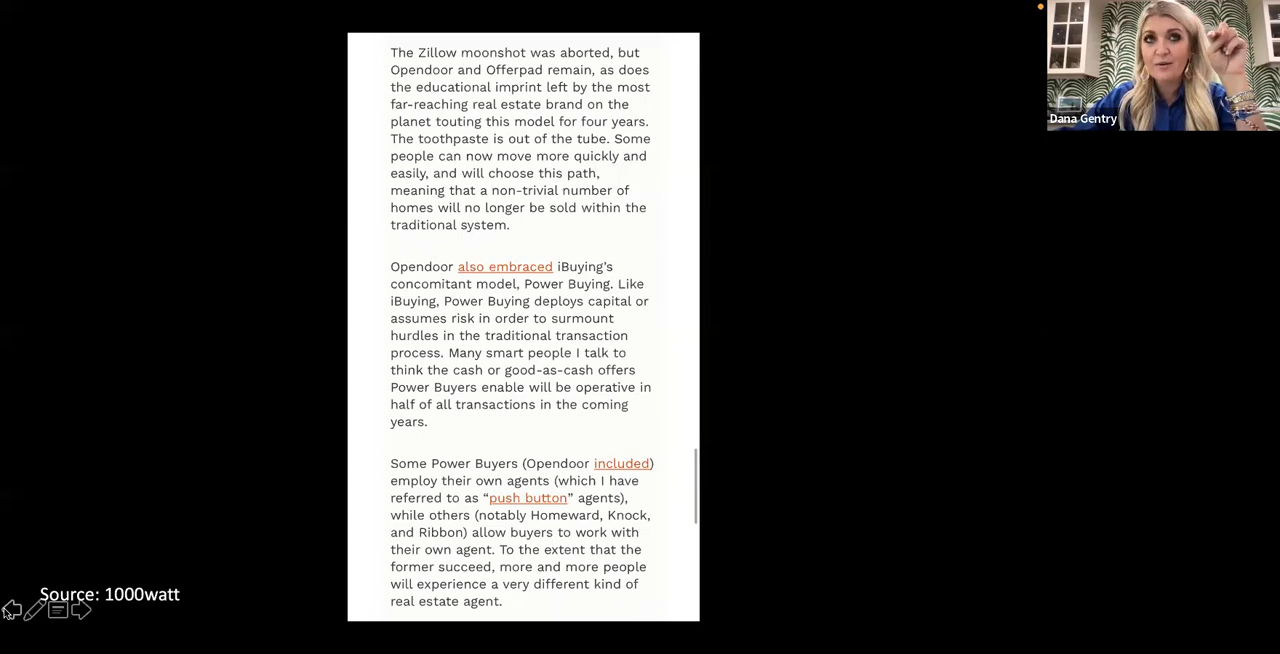 The Zillow moonshot was aborted, but
Opendoor and Offerpad remain, as does
the educational imprint left by the most
far-reaching real estate brand on the
planet touting this model for four years.
The toothpaste is out of the tube. Some
people can now move more quickly and
easily, and will choose this path,
meaning that a non-trivial number of
homes will no longer be sold within the
traditional system.
Opendoor also embraced iBuying’s
concomitant model, Power Buying. Like
iBuying, Power Buying deploys capital or
assumes risk in order to surmount
hurdles in the traditional transaction
process. Many smart people I talk to
think the cash or good-as-cash offers
Power Buyers enable will be operative in
half of all transactions in the coming
years.
Some Power Buyers (Opendoor included)
employ their own agents (which I have
referred to as “push button” agents),
while others (notably Homeward, Knock,
and Ribbon) allow buyers to work with
their own agent. To the extent that the
former succeed, more and more people
will experience a very different kind of
real estate agent.
Source: 1000watt
Dana Gentry